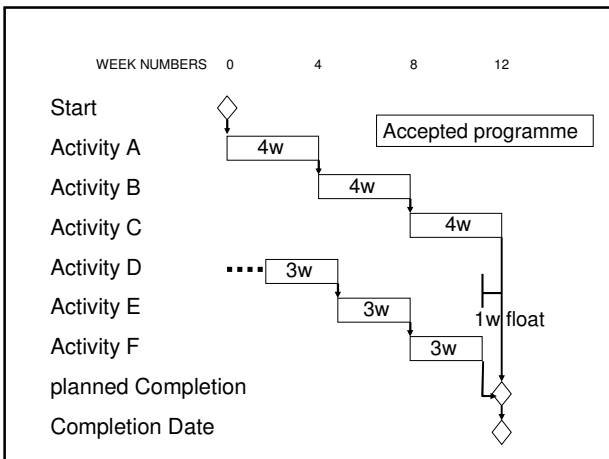 WEEK NUMBERS 0 4 8 12
Start
Accepted programme
Activity A 4w
Activity B 4w
Activity C 4w
Activity D 3w
Activity E 3w
1w float
Activity F 3w
planned Completion
Completion Date